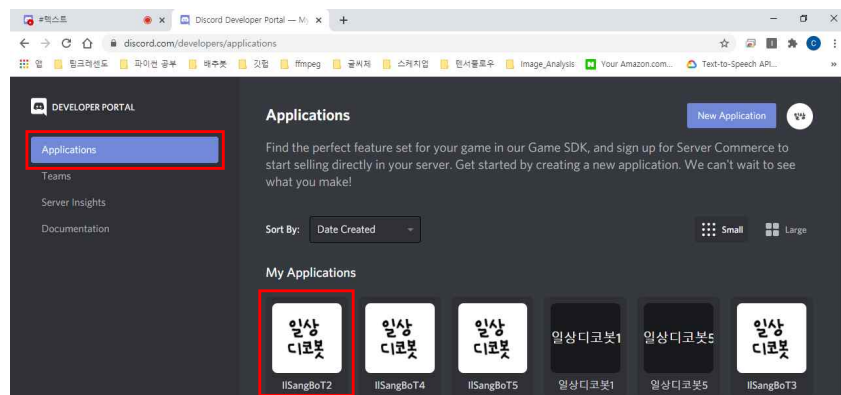 #텍스트
Discord Developer Portal — M
discord.com/developers/applications
앱
핑크리센도
파이썬 공부
배추봇
깃헙
ffmpeg
글씨체
스케치업
텐서플로우
Image_Analysis
Your Amazon.com...
Text-to-Speech API...
DEVELOPER PORTAL
Applications
Teams
Server Insights
Documentation
Applications
New Application
Find the perfect feature set for your game in our Game SDK, and sign up for Server Commerce to
start selling directly in your server. Get started by creating a new application. We can't wait to see
what you make!
Sort By: Date Created
Small
Large
My Applications
일상
디코봇
IlSangBoT2
일상
디코봇
IlSangBoT4
일상
디코봇
IlSangBoT5
일상디코봇1
일상디코봇1
일상디코봇5
일상디코봇5
일상
디코봇
IlSangBoT3